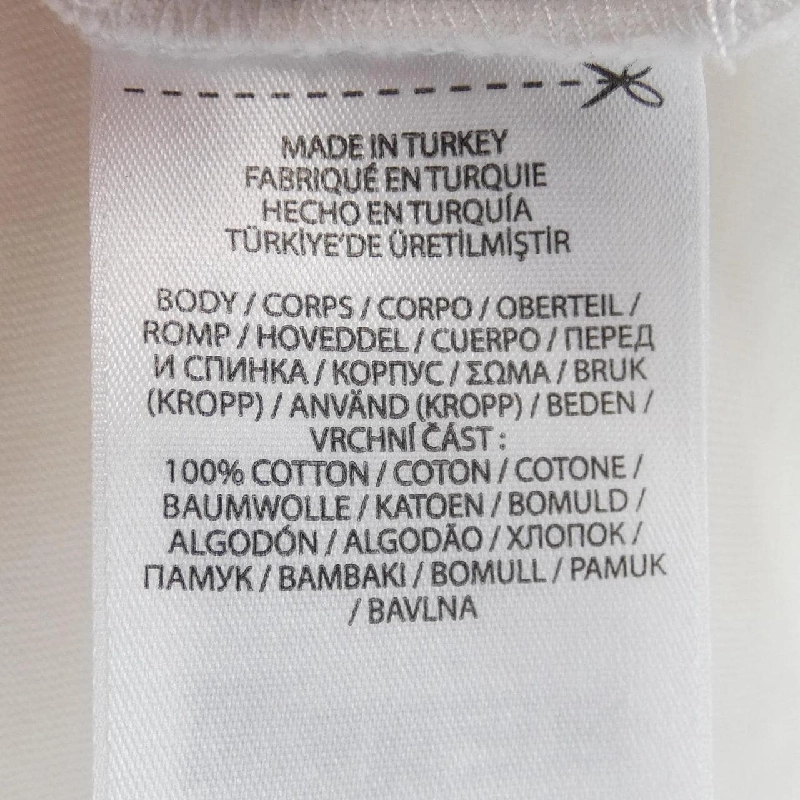 MADE IN TURKEY
FABRIQUÉ EN TURQUIE
HECHO EN TURQUÍA
TÜRKİYE'DE ÜRETİLMİŞTİR
BODY / CORPS / CORPO / OBERTEIL /
ROMP / HOVEDDEL / CUERPO / ПЕРЕД
И СПИНКА / КОРПУС / ΣΩΜΑ / BRUK
(KROPP) / ANVÄND (KROPP) / BEDEN /
VRCHNÍ ČÁST :
100% COTTON / COTON / COTONE /
BAUMWOLLE / KATOEN / BOMULD /
ALGODÓN / ALGODÃO / ХЛОПОК /
ПАМУК / ΒΑΜΒΑΚΙ / BOMULL / PAMUK
/ BAVLNA